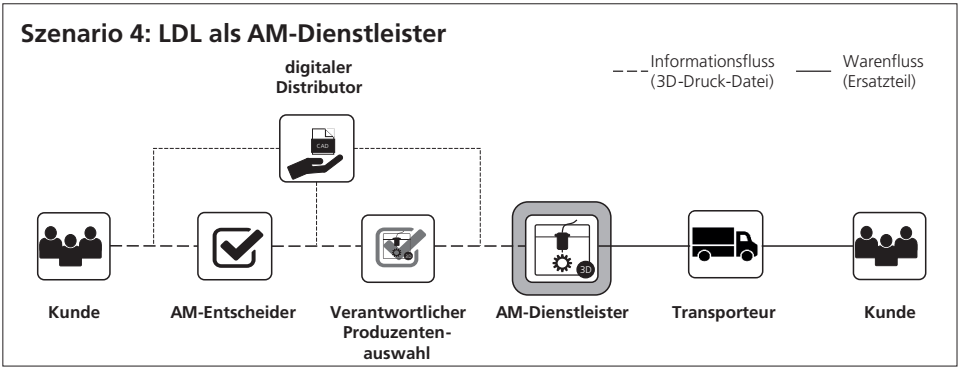 Szenario 4: LDL als AM-Dienstleister
digitaler
Distributor
Informationsfluss
(3D-Druck-Datei)
Warenfluss
(Ersatzteil)
CAD
3D
Kunde
AM-Entscheider
Verantwortlicher
Produzenten-
auswahl
AM-Dienstleister
Transporteur
Kunde